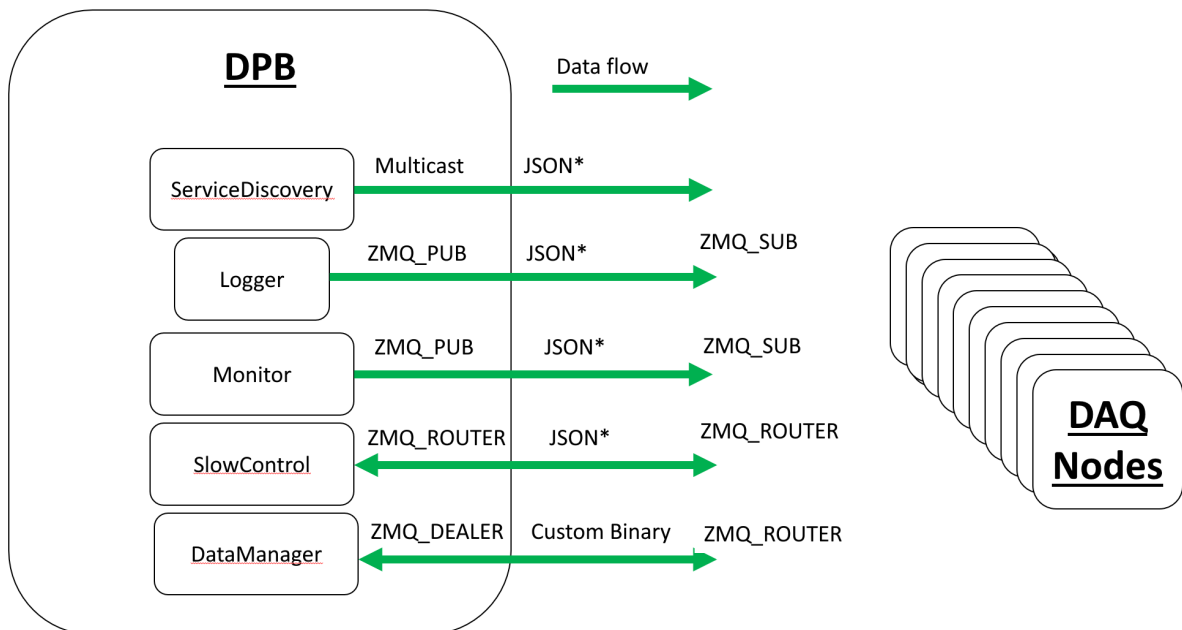 DPB
Data flow
ServiceDiscovery
Multicast
JSON*
Logger
ZMQ_PUB
JSON*
ZMQ_SUB
Monitor
ZMQ_PUB
JSON*
ZMQ_SUB
SlowControl
ZMQ_ROUTER
JSON*
ZMQ_ROUTER
DataManager
ZMQ_DEALER
Custom Binary
ZMQ_ROUTER
DAQ
Nodes